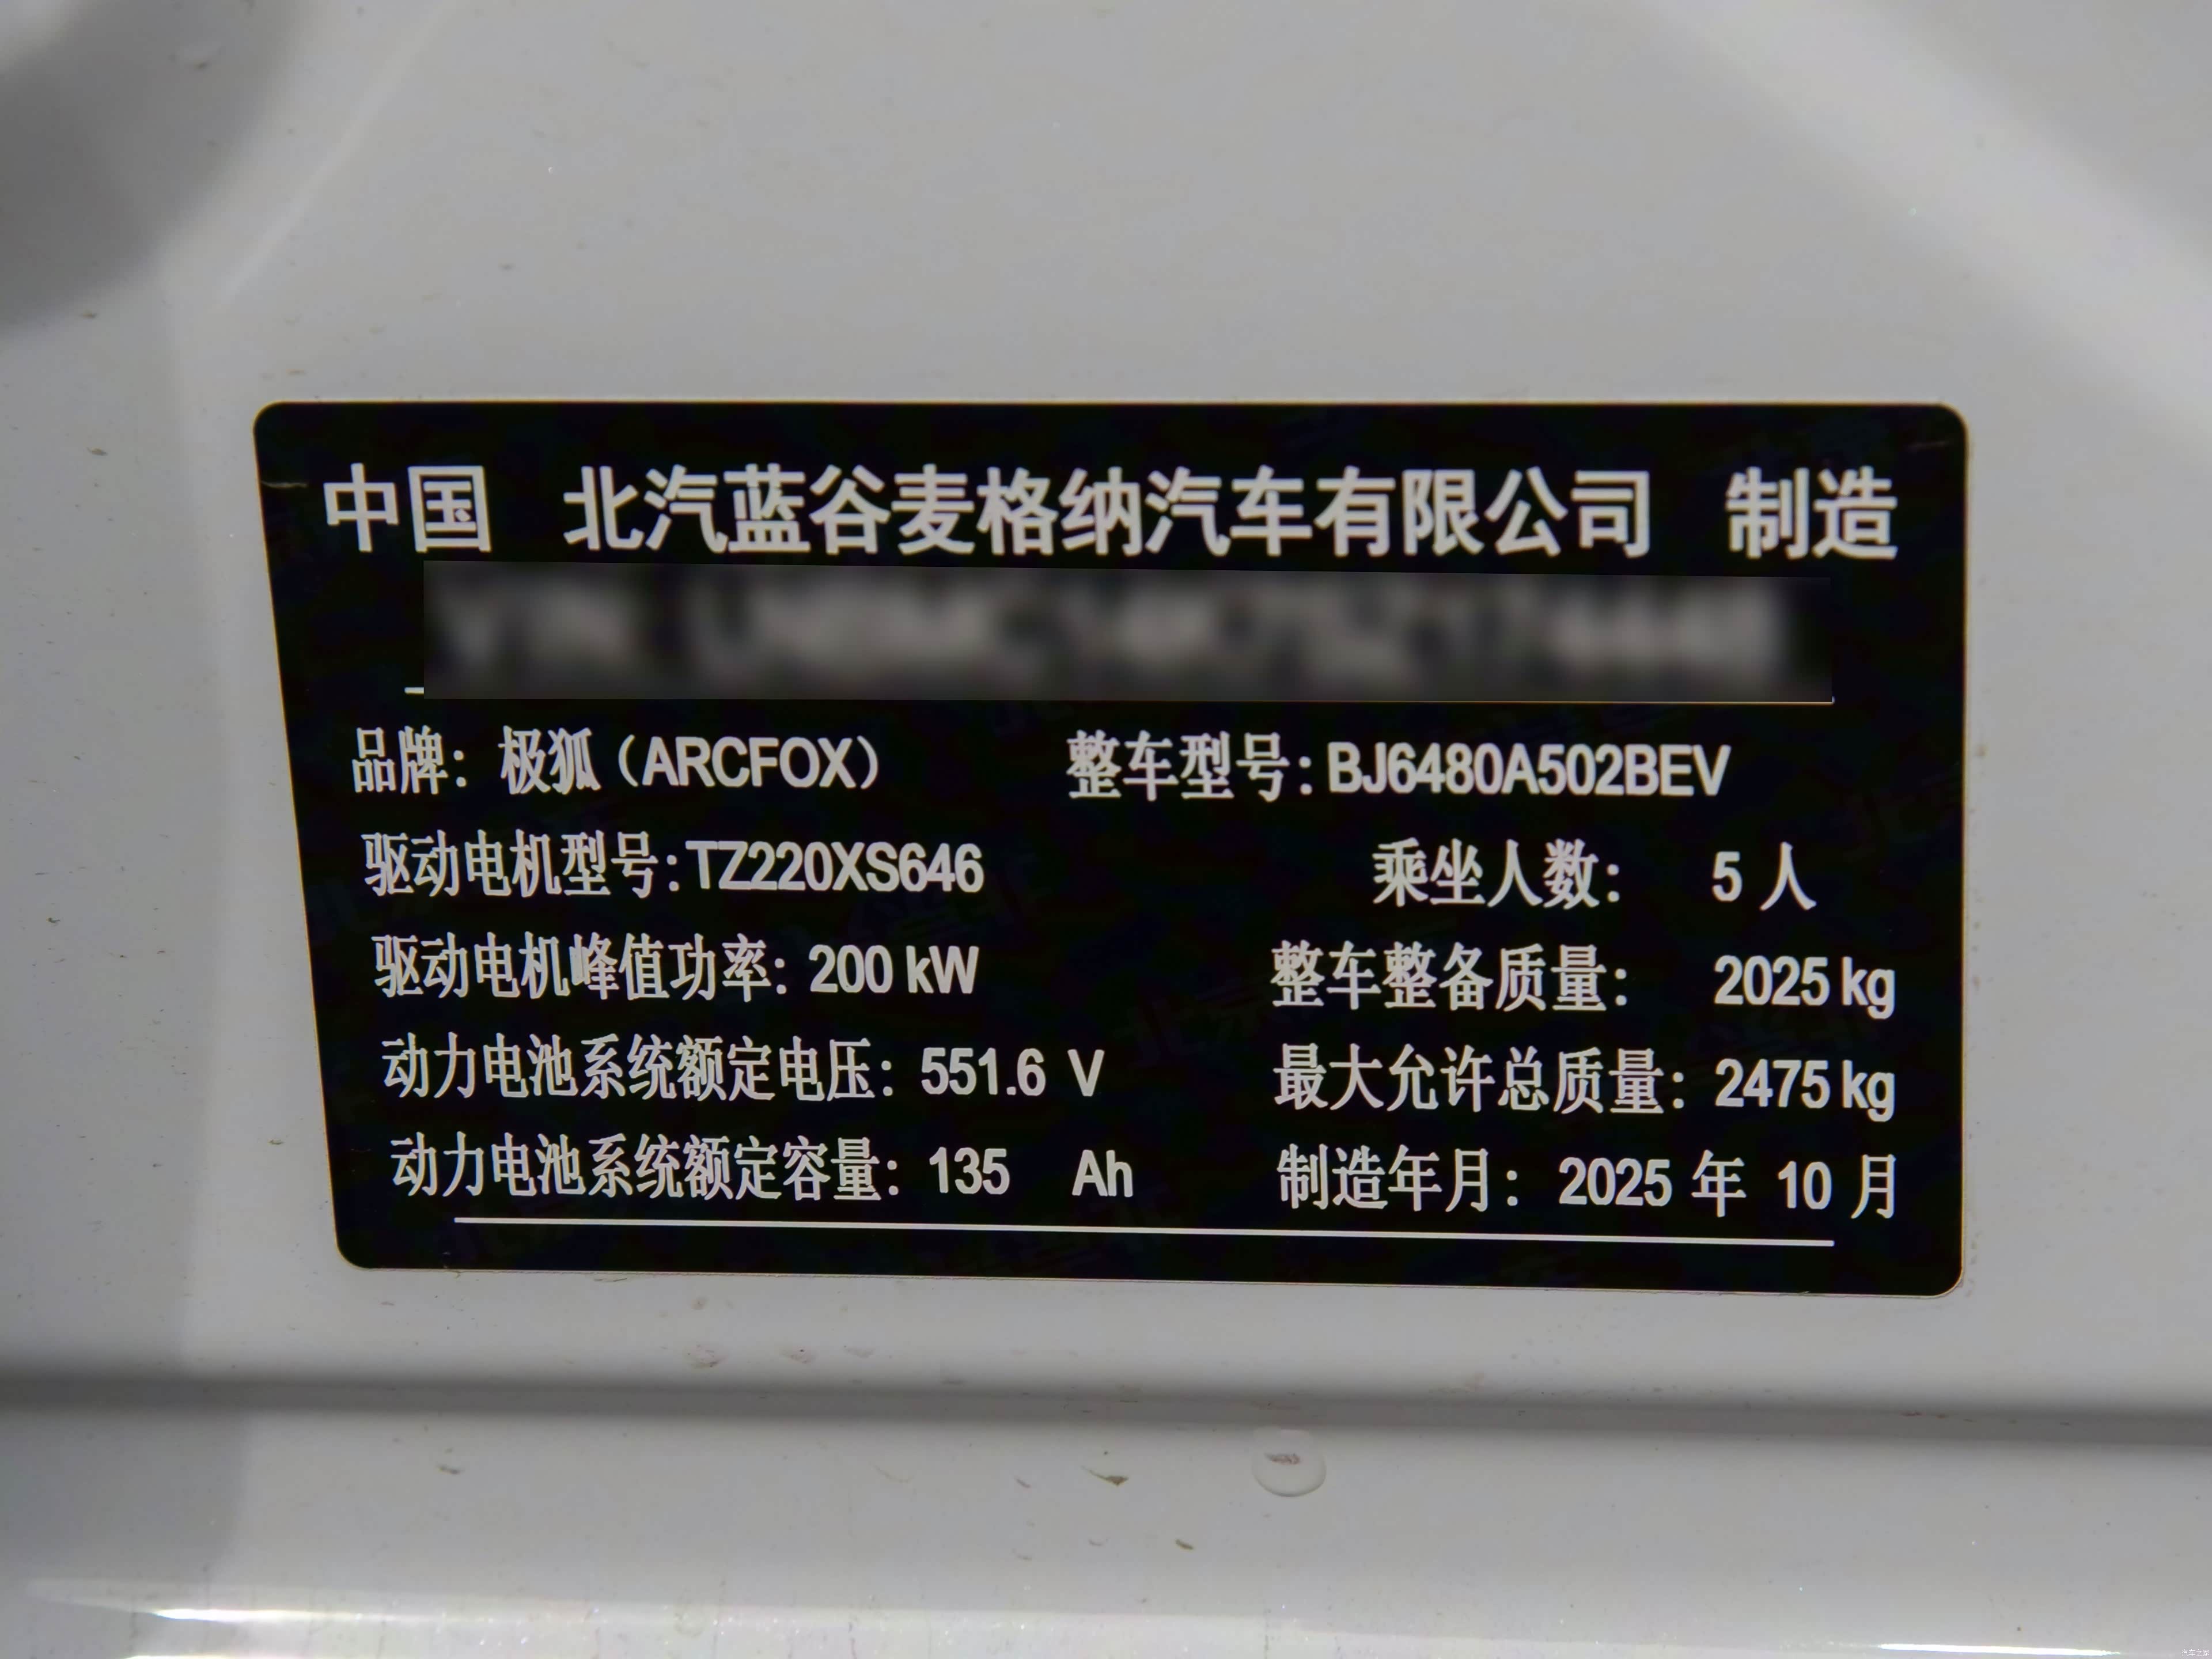 中国 北汽蓝谷麦格纳汽车有限公司 制造
品牌：极狐（ARCFOX） 整车型号：BJ6480A502BEV
驱动电机型号：TZ220XS646 乘坐人数： 5 人
驱动电机峰值功率：200 kW 整车整备质量： 2025 kg
动力电池系统额定电压：551.6 V 最大允许总质量：2475 kg
动力电池系统额定容量：135 Ah 制造年月：2025 年 10 月
汽车之家